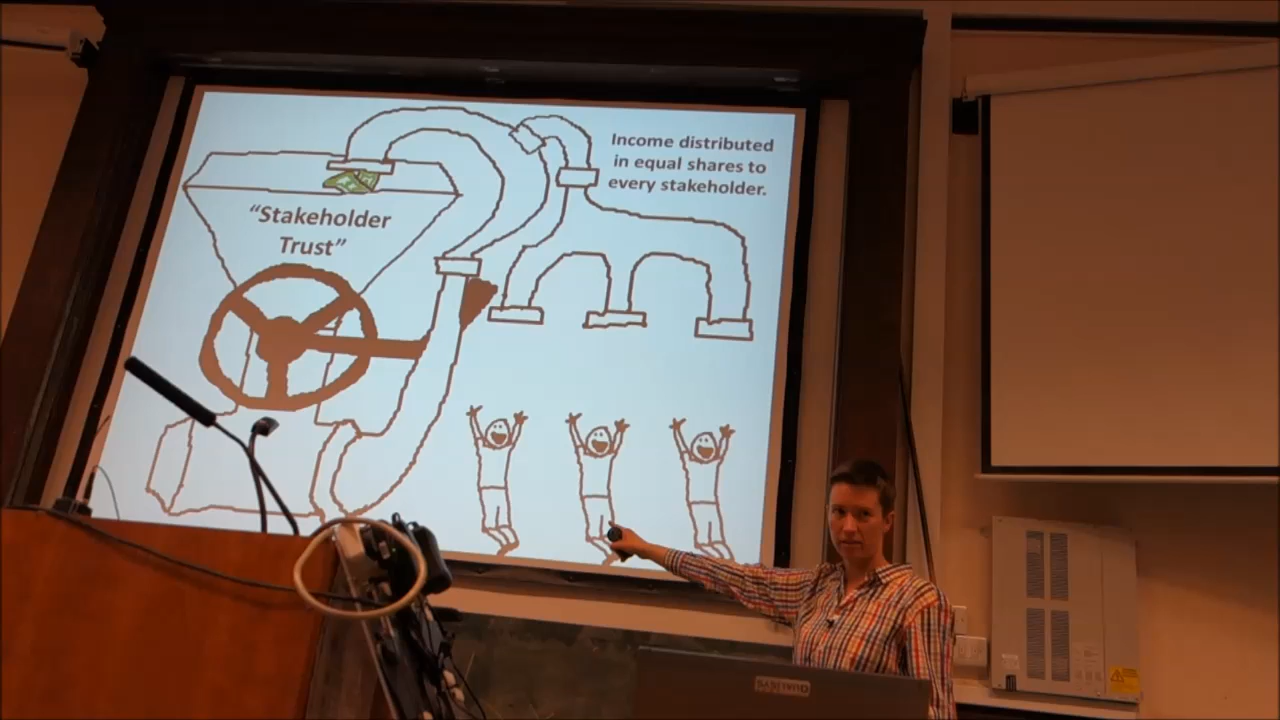 Income distributed
in equal shares to
every stakeholder.
“Stakeholder
Trust”